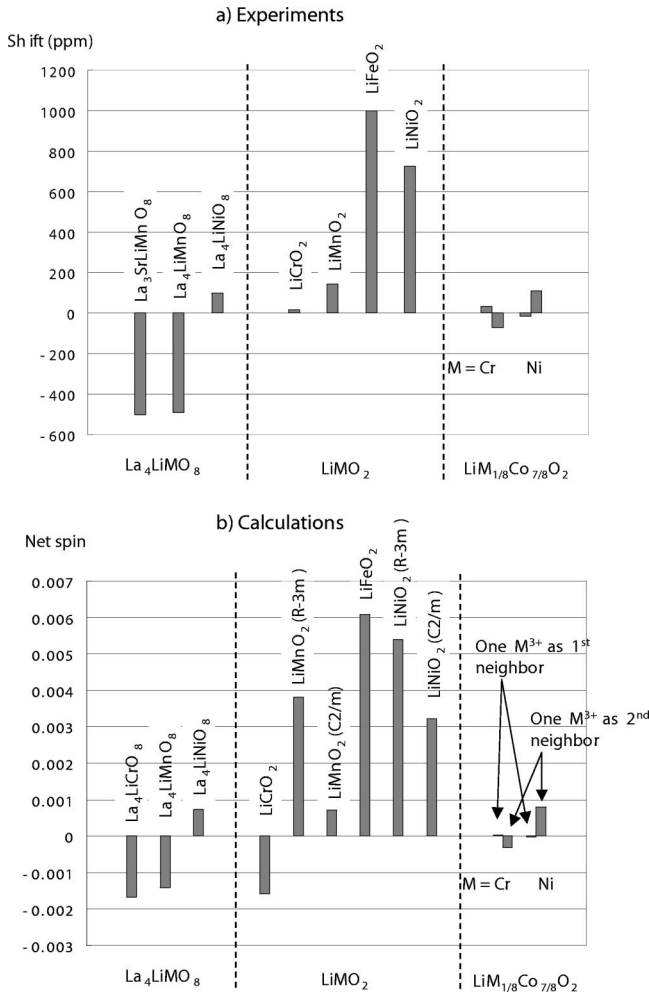 a) Experiments
Sh ift (ppm)
1200
1000
800
600
400
200
0
- 200
- 400
- 600
La₃SrLiMn O₈
La₄LiMnO₈
La₄LiNiO₈
LiCrO₂
LiMnO₂
LiFeO₂
LiNiO₂
M = Cr Ni
La₄LiMO₈ LiMO₂ LiM₁/₈Co₇/₈O₂
b) Calculations
Net spin
0.007
0.006
0.005
0.004
0.003
0.002
0.001
0
- 0.001
- 0.002
- 0.003
La₄LiCrO₈
La₄LiMnO₈
La₄LiNiO₈
LiCrO₂
LiMnO₂ (R-3m )
LiMnO₂ (C2/m)
LiFeO₂
LiNiO₂ (R-3m )
LiNiO₂ (C2/m)
One M³⁺ as 1ˢᵗ
neighbor
One M³⁺ as 2ⁿᵈ
neighbor
M = Cr Ni
La₄LiMO₈ LiMO₂ LiM₁/₈Co₇/₈O₂